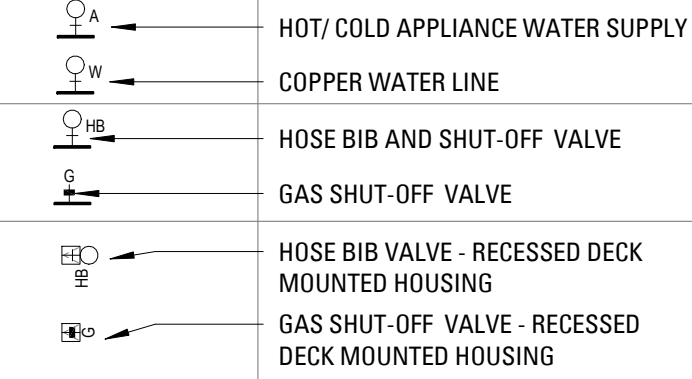 A HOT/ COLD APPLIANCE WATER SUPPLY
W COPPER WATER LINE
HB HOSE BIB AND SHUT-OFF VALVE
G GAS SHUT-OFF VALVE
HB HOSE BIB VALVE - RECESSED DECK
MOUNTED HOUSING
G GAS SHUT-OFF VALVE - RECESSED
DECK MOUNTED HOUSING